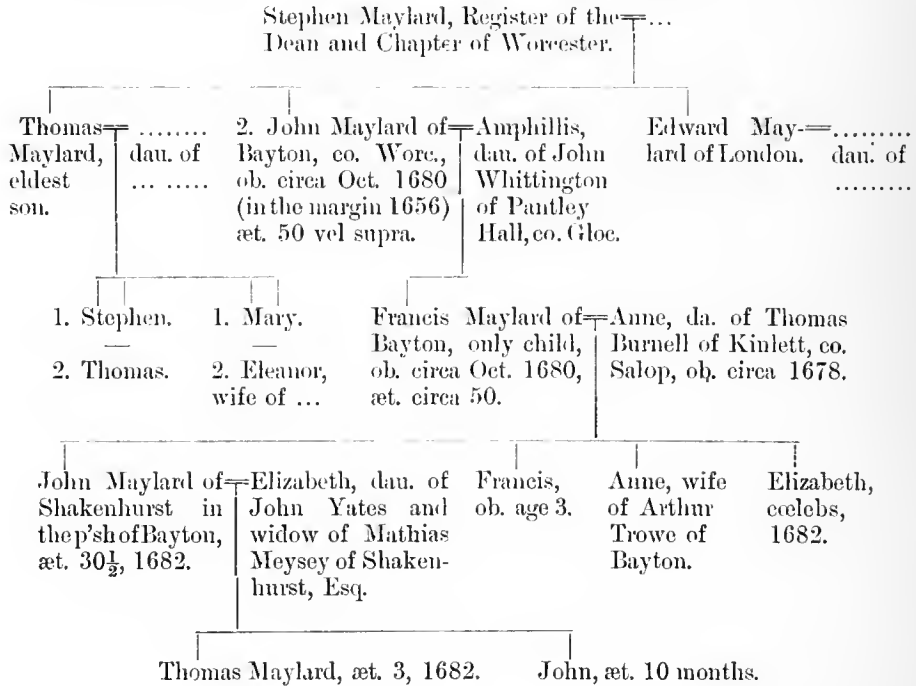 Stephen Maylard, Register of the = ...
Dean and Chapter of Worcester.
Thomas = ........
Maylard, dau. of
eldest ... .....
son.
2. John Maylard of = Amphillis,
Bayton, co. Worc., dau. of John
ob. circa Oct. 1680 Whittington
(in the margin 1656) of Pantley
æt. 50 vel supra. Hall, co. Gloc.
Edward May- = .........
lard of London. dau. of
.........
1. Stephen.
—
2. Thomas.
1. Mary.
—
2. Eleanor,
wife of ...
Francis Maylard of = Anne, da. of Thomas
Bayton, only child, Burnell of Kinlett, co.
ob. circa Oct. 1680, Salop, ob. circa 1678.
æt. circa 50.
John Maylard of = Elizabeth, dau. of
Shakenhurst in John Yates and
the p'sh of Bayton, widow of Mathias
æt. 30½, 1682. Meysey of Shaken-
hurst, Esq.
Francis,
ob. age 3.
Anne, wife
of Arthur
Trowe of
Bayton.
Elizabeth,
cœlebs,
1682.
Thomas Maylard, æt. 3, 1682.
John, æt. 10 months.